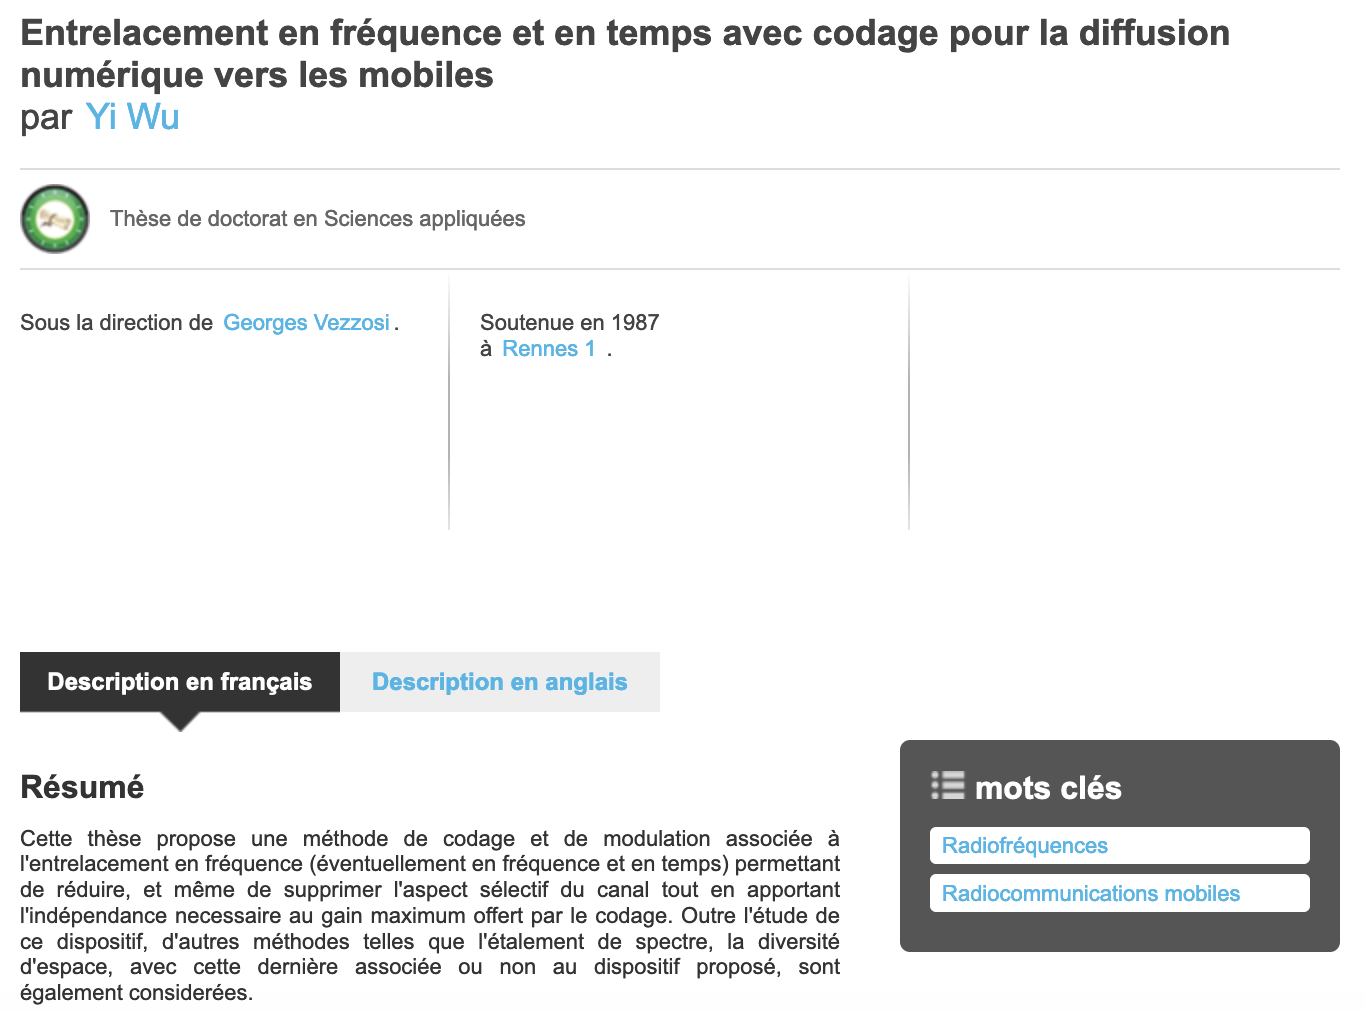 Entrelacement en fréquence et en temps avec codage pour la diffusion
numérique vers les mobiles
par Yi Wu
Thèse de doctorat en Sciences appliquées
Sous la direction de Georges Vezzosi .
Soutenue en 1987
à Rennes 1 .
Description en français
Description en anglais
Résumé
Cette thèse propose une méthode de codage et de modulation associée à
l'entrelacement en fréquence (éventuellement en fréquence et en temps) permettant
de réduire, et même de supprimer l'aspect sélectif du canal tout en apportant
l'indépendance necessaire au gain maximum offert par le codage. Outre l'étude de
ce dispositif, d'autres méthodes telles que l'étalement de spectre, la diversité
d'espace, avec cette dernière associée ou non au dispositif proposé, sont
également considerées.
mots clés
Radiofréquences
Radiocommunications mobiles